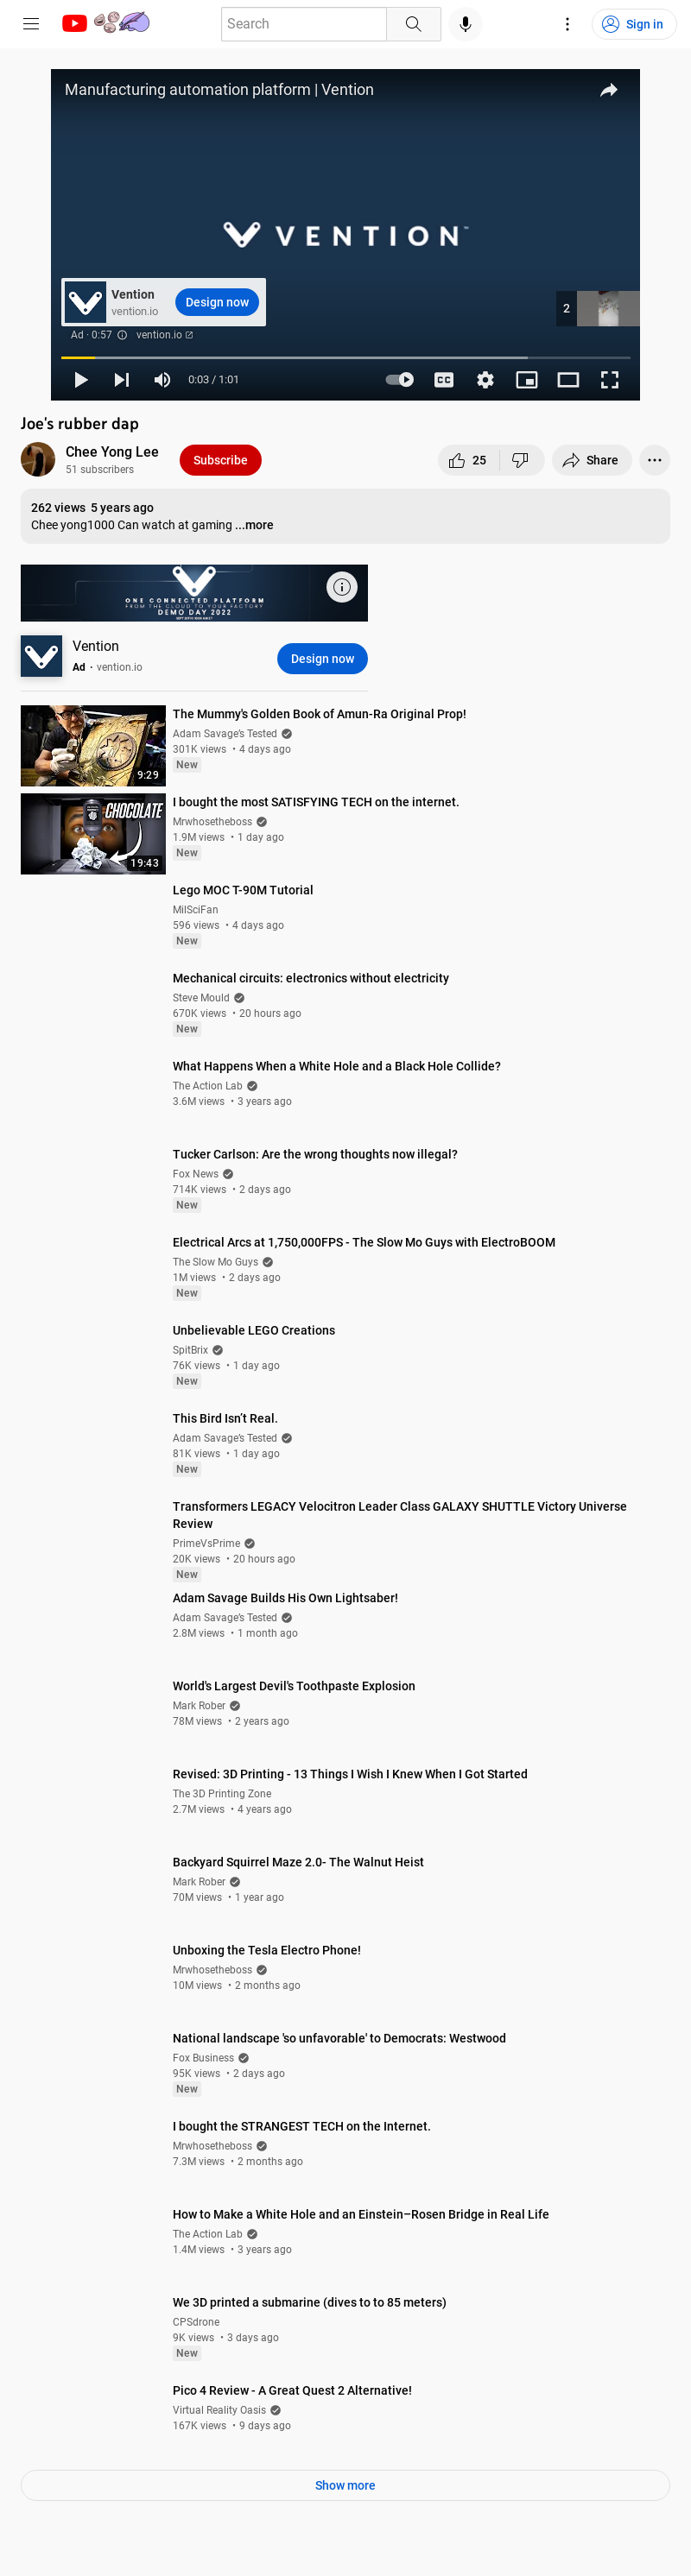 Search
Sign in
Manufacturing automation platform | Vention
VENTION™
Vention
vention.io
Design now
2
Ad · 0:57 vention.io
0:03 / 1:01
CC
Joe's rubber dap
Chee Yong Lee
51 subscribers
Subscribe
25
Share
262 views 5 years ago
Chee yong1000 Can watch at gaming ...more
ONE CONNECTED PLATFORM
FROM THE CLOUD TO YOUR FACTORY
DEMO DAY 2022
Vention
Ad • vention.io
Design now
The Mummy's Golden Book of Amun-Ra Original Prop!
Adam Savage's Tested
301K views • 4 days ago
New
9:29
I bought the most SATISFYING TECH on the internet.
Mrwhosetheboss
1.9M views • 1 day ago
New
CHOCOLATE
19:43
Lego MOC T-90M Tutorial
MilSciFan
596 views • 4 days ago
New
Mechanical circuits: electronics without electricity
Steve Mould
670K views • 20 hours ago
New
What Happens When a White Hole and a Black Hole Collide?
The Action Lab
3.6M views • 3 years ago
Tucker Carlson: Are the wrong thoughts now illegal?
Fox News
714K views • 2 days ago
New
Electrical Arcs at 1,750,000FPS - The Slow Mo Guys with ElectroBOOM
The Slow Mo Guys
1M views • 2 days ago
New
Unbelievable LEGO Creations
SpitBrix
76K views • 1 day ago
New
This Bird Isn’t Real.
Adam Savage’s Tested
81K views • 1 day ago
New
Transformers LEGACY Velocitron Leader Class GALAXY SHUTTLE Victory Universe
Review
PrimeVsPrime
20K views • 20 hours ago
New
Adam Savage Builds His Own Lightsaber!
Adam Savage’s Tested
2.8M views • 1 month ago
World's Largest Devil's Toothpaste Explosion
Mark Rober
78M views • 2 years ago
Revised: 3D Printing - 13 Things I Wish I Knew When I Got Started
The 3D Printing Zone
2.7M views • 4 years ago
Backyard Squirrel Maze 2.0- The Walnut Heist
Mark Rober
70M views • 1 year ago
Unboxing the Tesla Electro Phone!
Mrwhosetheboss
10M views • 2 months ago
National landscape 'so unfavorable' to Democrats: Westwood
Fox Business
95K views • 2 days ago
New
I bought the STRANGEST TECH on the Internet.
Mrwhosetheboss
7.3M views • 2 months ago
How to Make a White Hole and an Einstein–Rosen Bridge in Real Life
The Action Lab
1.4M views • 3 years ago
We 3D printed a submarine (dives to to 85 meters)
CPSdrone
9K views • 3 days ago
New
Pico 4 Review - A Great Quest 2 Alternative!
Virtual Reality Oasis
167K views • 9 days ago
Show more